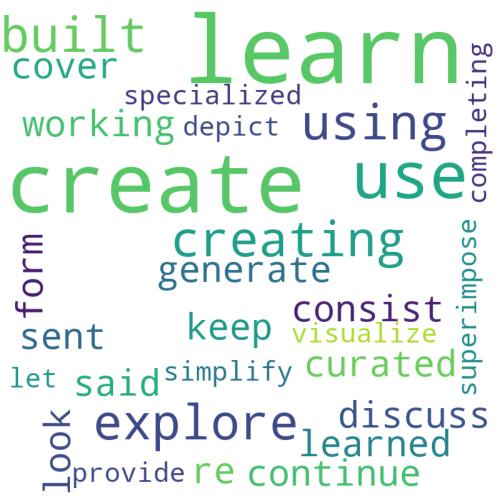 built
learn
cover
specialized
working
depict
using
completing
create
use
creating
generate
form
superimpose
consist
sent
keep
visualize
let
said
simplify
curated
explore
discuss
look
learned
provide
re
continue